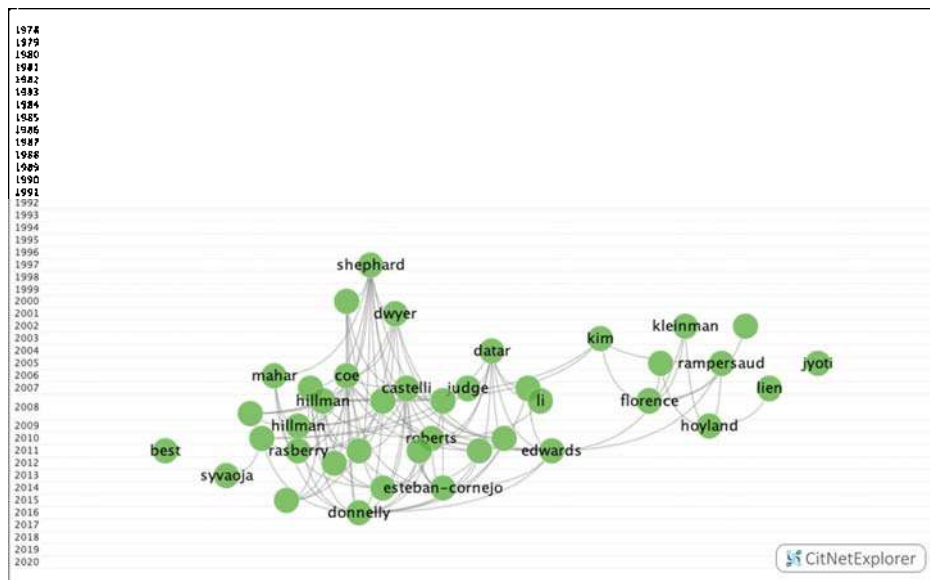 1978
1979
1980
1981
1982
1983
1984
1985
1986
1987
1988
1989
1990
1991
1992
1993
1994
1995
1996
1997
shephard
1998
1999
2000
2001
dwyer
2002
kleinman
2003
kim
2004
datar
2005
rampersaud
jyoti
2006
mahar
coe
2007
castelli
judge
lien
2008
hillman
li
florence
2009
hillman
hoyland
2010
roberts
2011
best
rasberry
edwards
2012
2013
syvaoja
2014
esteban-cornejo
2015
2016
donnelly
2017
2018
2019
2020
CitNetExplorer